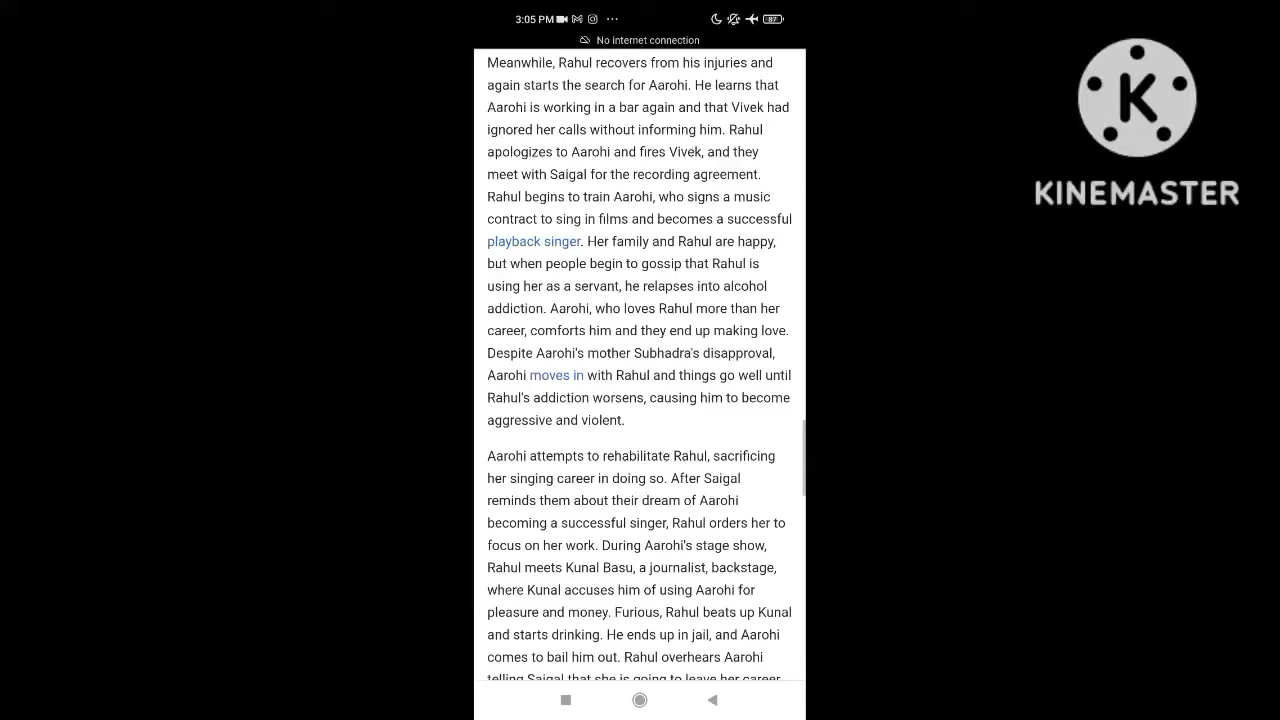 3:05 PM
87
No internet connection
Meanwhile, Rahul recovers from his injuries and
again starts the search for Aarohi. He learns that
Aarohi is working in a bar again and that Vivek had
ignored her calls without informing him. Rahul
apologizes to Aarohi and fires Vivek, and they
meet with Saigal for the recording agreement.
Rahul begins to train Aarohi, who signs a music
contract to sing in films and becomes a successful
playback singer. Her family and Rahul are happy,
but when people begin to gossip that Rahul is
using her as a servant, he relapses into alcohol
addiction. Aarohi, who loves Rahul more than her
career, comforts him and they end up making love.
Despite Aarohi's mother Subhadra's disapproval,
Aarohi moves in with Rahul and things go well until
Rahul's addiction worsens, causing him to become
aggressive and violent.
Aarohi attempts to rehabilitate Rahul, sacrificing
her singing career in doing so. After Saigal
reminds them about their dream of Aarohi
becoming a successful singer, Rahul orders her to
focus on her work. During Aarohi's stage show,
Rahul meets Kunal Basu, a journalist, backstage,
where Kunal accuses him of using Aarohi for
pleasure and money. Furious, Rahul beats up Kunal
and starts drinking. He ends up in jail, and Aarohi
comes to bail him out. Rahul overhears Aarohi
telling Saigal that she is going to leave her career
K
KINEMASTER